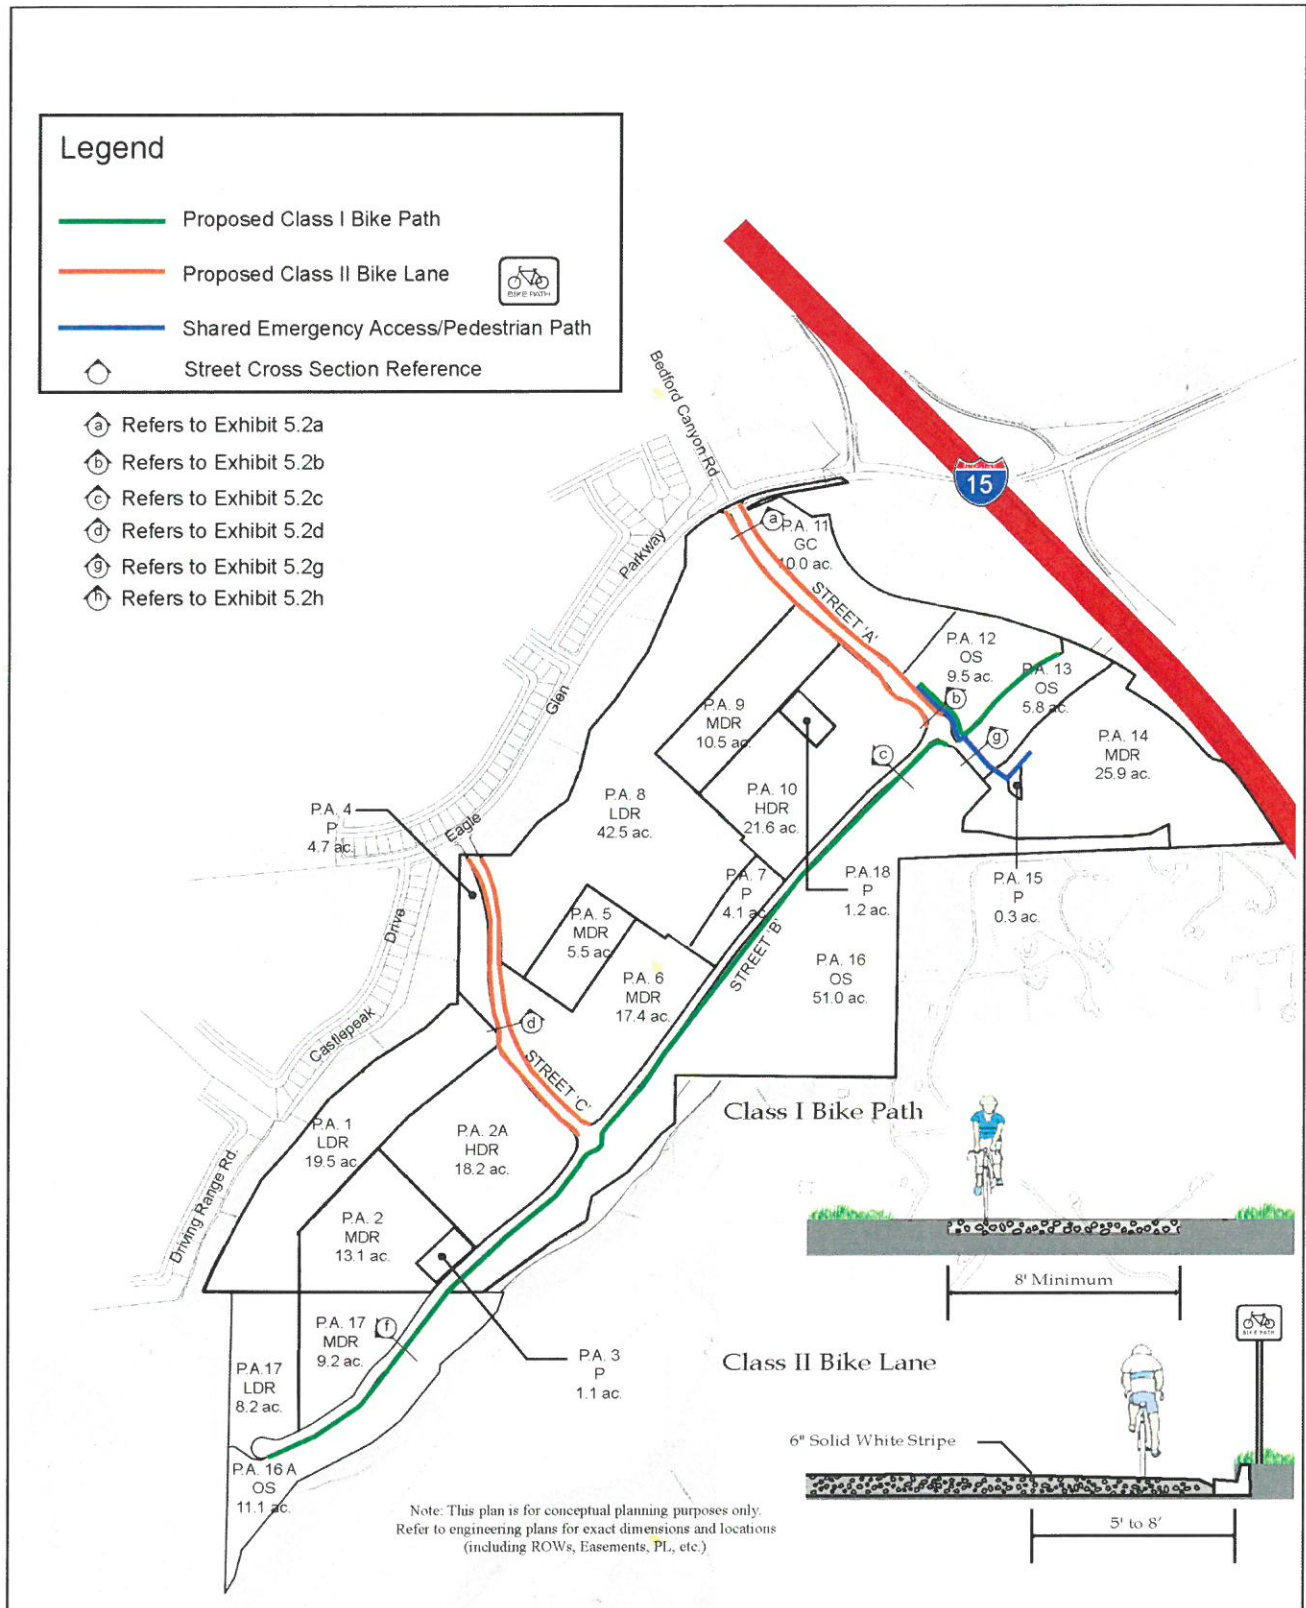 Legend
Proposed Class I Bike Path
Proposed Class II Bike Lane
BIKE PATH
Shared Emergency Access/Pedestrian Path
Street Cross Section Reference
a Refers to Exhibit 5.2a
b Refers to Exhibit 5.2b
c Refers to Exhibit 5.2c
d Refers to Exhibit 5.2d
g Refers to Exhibit 5.2g
h Refers to Exhibit 5.2h
Bedford Canyon Rd.
15
Parkway
Glen
Eagle
Drive
Castlepeak
Driving Range Rd.
a
P.A. 11
GC
10.0 ac.
STREET 'A'
P.A. 12
OS
9.5 ac.
P.A. 13
OS
5.8 ac.
b
g
c
P.A. 14
MDR
25.9 ac.
P.A. 9
MDR
10.5 ac.
P.A. 10
HDR
21.6 ac.
P.A. 8
LDR
42.5 ac.
P.A. 4
P
4.7 ac.
P.A. 7
P
4.1 ac.
P.A.18
P
1.2 ac.
P.A. 15
P
0.3 ac.
P.A. 5
MDR
5.5 ac.
P.A. 6
MDR
17.4 ac.
STREET 'B'
P.A. 16
OS
51.0 ac.
d
STREET 'C'
P.A. 1
LDR
19.5 ac.
P.A. 2A
HDR
18.2 ac.
P.A. 2
MDR
13.1 ac.
P.A. 17
MDR
9.2 ac.
f
P.A. 3
P
1.1 ac.
P.A.17
LDR
8.2 ac.
P.A. 16 A
OS
11.1 ac.
Class I Bike Path
8' Minimum
Class II Bike Lane
BIKE PATH
6" Solid White Stripe
5' to 8'
Note: This plan is for conceptual planning purposes only.
Refer to engineering plans for exact dimensions and locations
(including ROWs, Easements, PL, etc.)